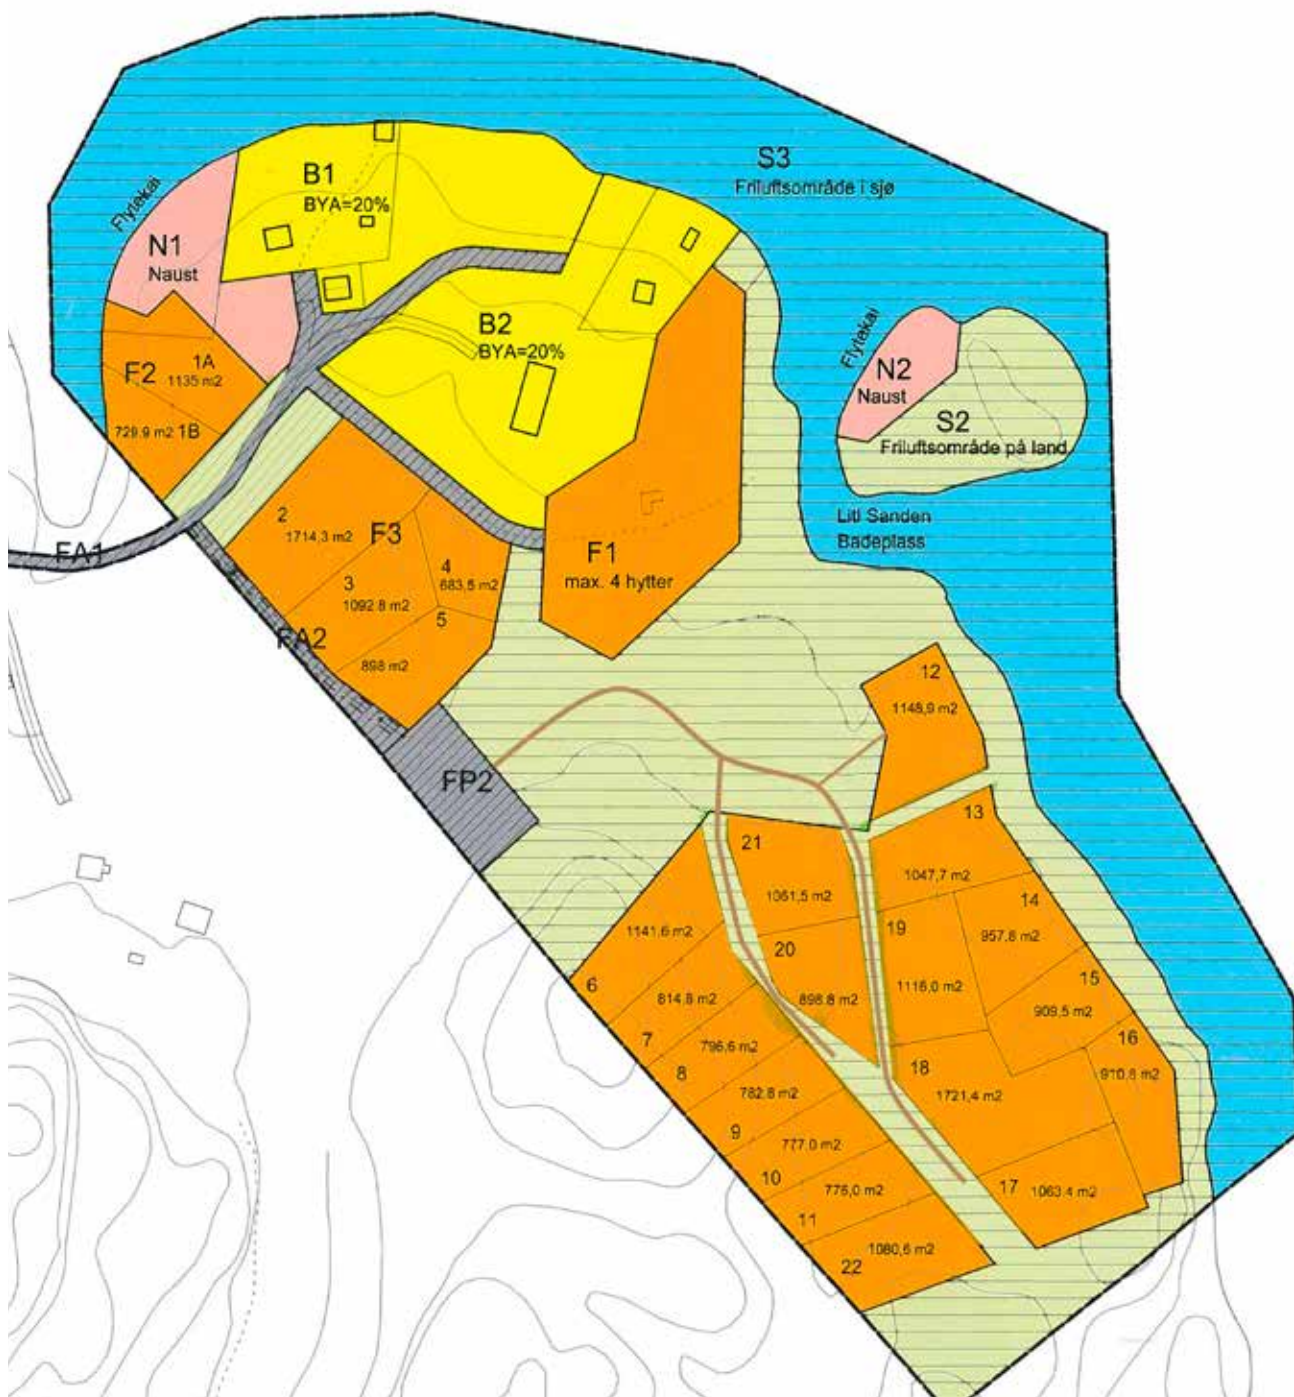 S3
Friluftsområde i sjø
B1
BYA=20%
Flytekai
N1
Naust
B2
BYA=20%
Flytekai
N2
Naust
S2
Friluftsområde på land
F2
1A
1135 m2
729.9 m2 1B
Litl Sanden
Badeplass
2
1714,3 m2
F3
FA1
F1
max. 4 hytter
4
683,5 m2
3
1092.8 m2
5
FA2
898 m2
12
1148,9 m2
FP2
13
21
1047,7 m2
1061,5 m2
14
19
957.8 m2
1141.6 m2
20
15
6
814,8 m2
898.8 m2
1116,0 m2
909,5 m2
7
796,6 m2
16
8
18
910,8 m2
782.8 m2
1721,4 m2
9
777.0 m2
10
776,0 m2
17
1063.4 m2
11
1080,6 m2
22